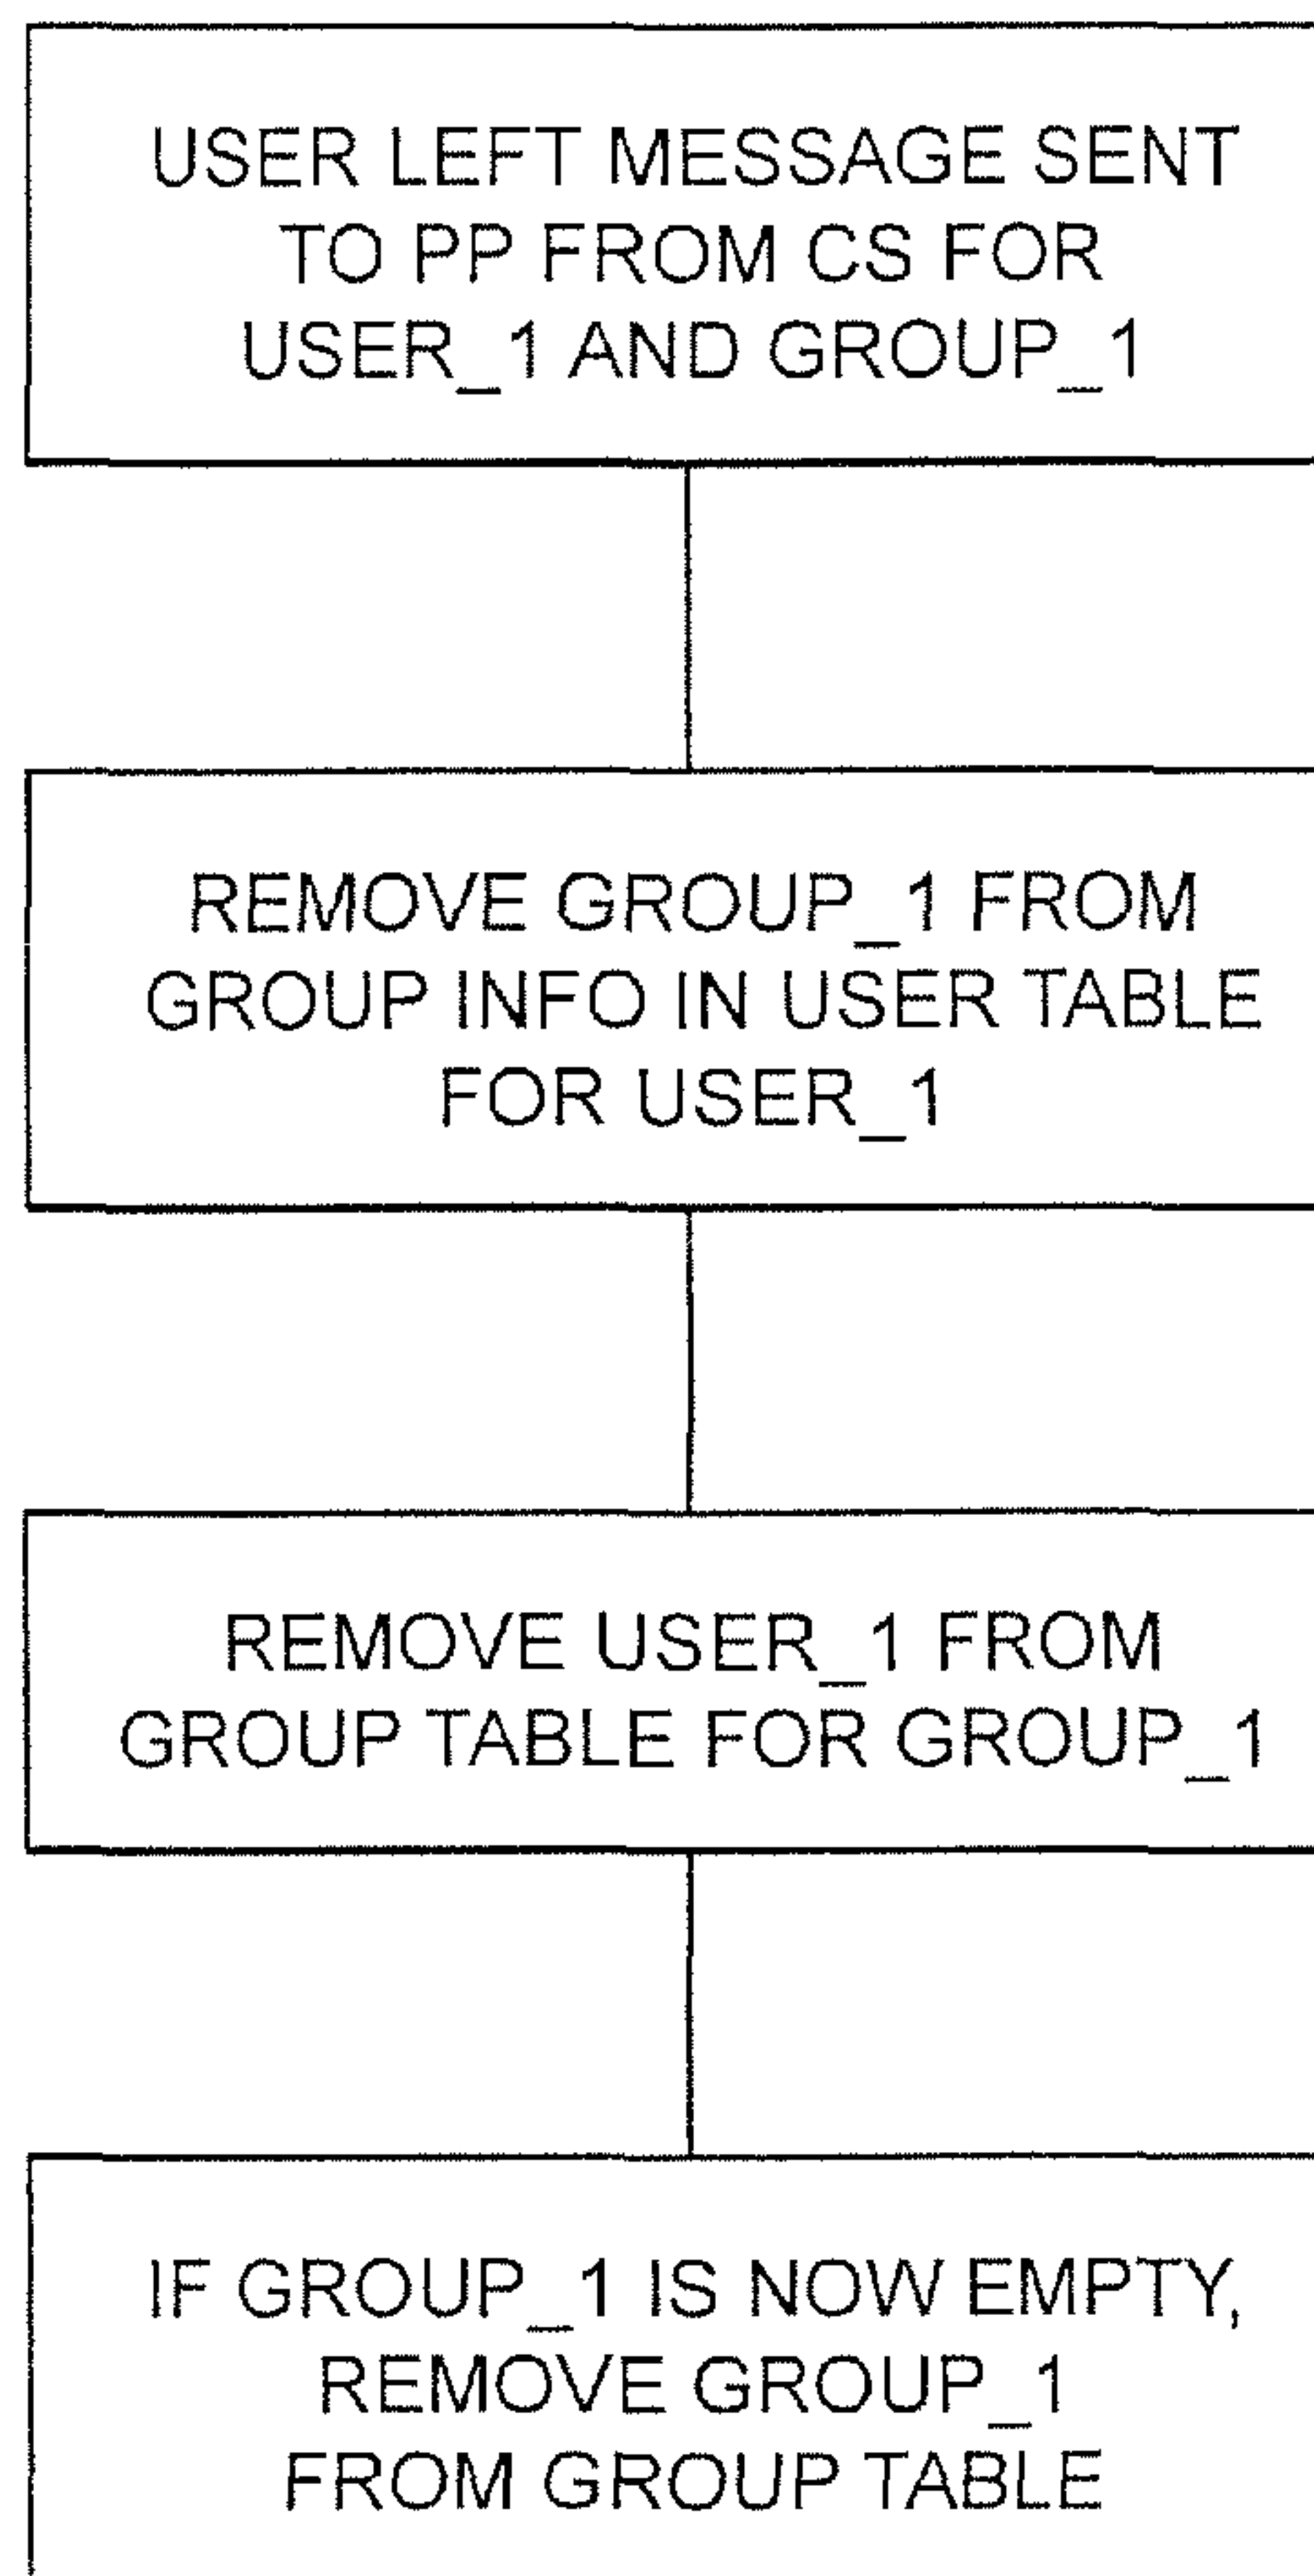 USER LEFT MESSAGE SENT
TO PP FROM CS FOR
USER_1 AND GROUP_1
REMOVE GROUP_1 FROM
GROUP INFO IN USER TABLE
FOR USER_1
REMOVE USER_1 FROM
GROUP TABLE FOR GROUP_1
IF GROUP_1 IS NOW EMPTY,
REMOVE GROUP_1
FROM GROUP TABLE